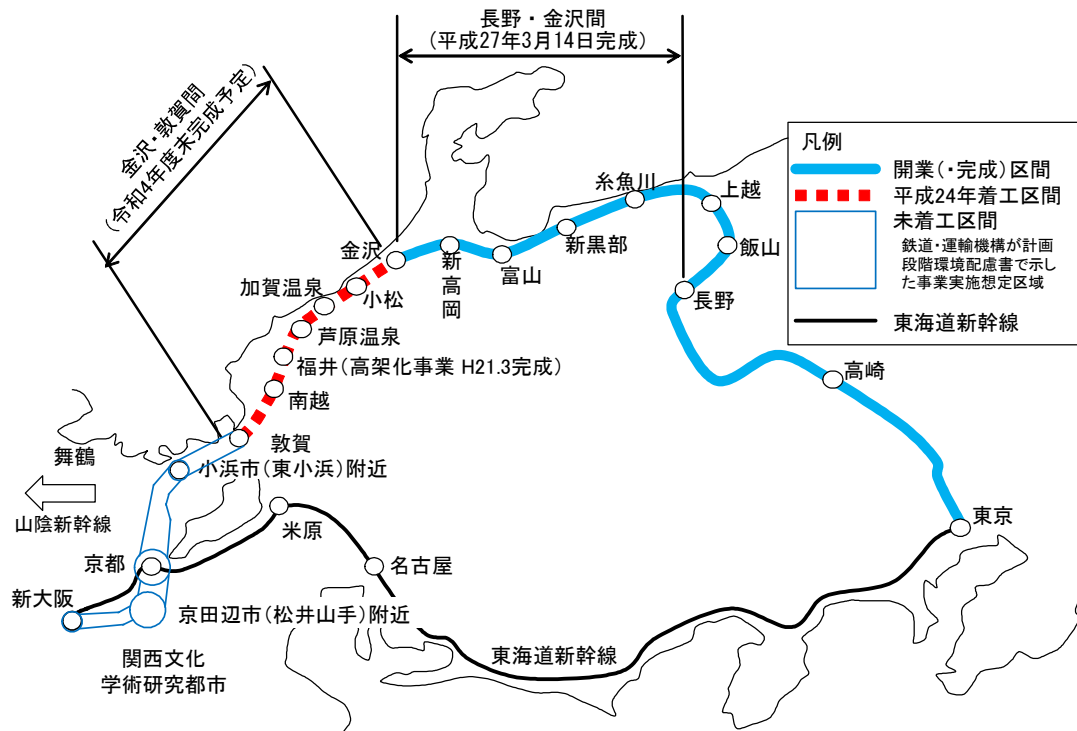 長野・金沢間
(平成27年3月14日完成)
金沢・敦賀間
(令和4年度末完成予定)
凡例
開業(・完成)区間
平成24年着工区間
未着工区間
鉄道・運輸機構が計画
段階環境配慮書で示し
た事業実施想定区域
東海道新幹線
糸魚川
上越
新黒部
飯山
金沢
新高岡
富山
長野
加賀温泉
小松
芦原温泉
福井(高架化事業 H21.3完成)
高崎
南越
敦賀
舞鶴
小浜市(東小浜)附近
山陰新幹線
米原
東京
京都
名古屋
新大阪
京田辺市(松井山手)附近
東海道新幹線
関西文化
学術研究都市